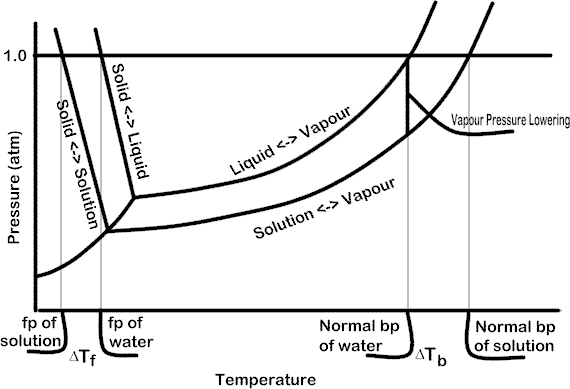 1.0
Solid <-> Liquid
Solid <-> Solution
Liquid <-> Vapour
Solution <-> Vapour
Vapour Pressure Lowering
Pressure (atm)
fp of
solution
fp of
water
ΔTf
Normal bp
of water
ΔTb
Normal bp
of solution
Temperature